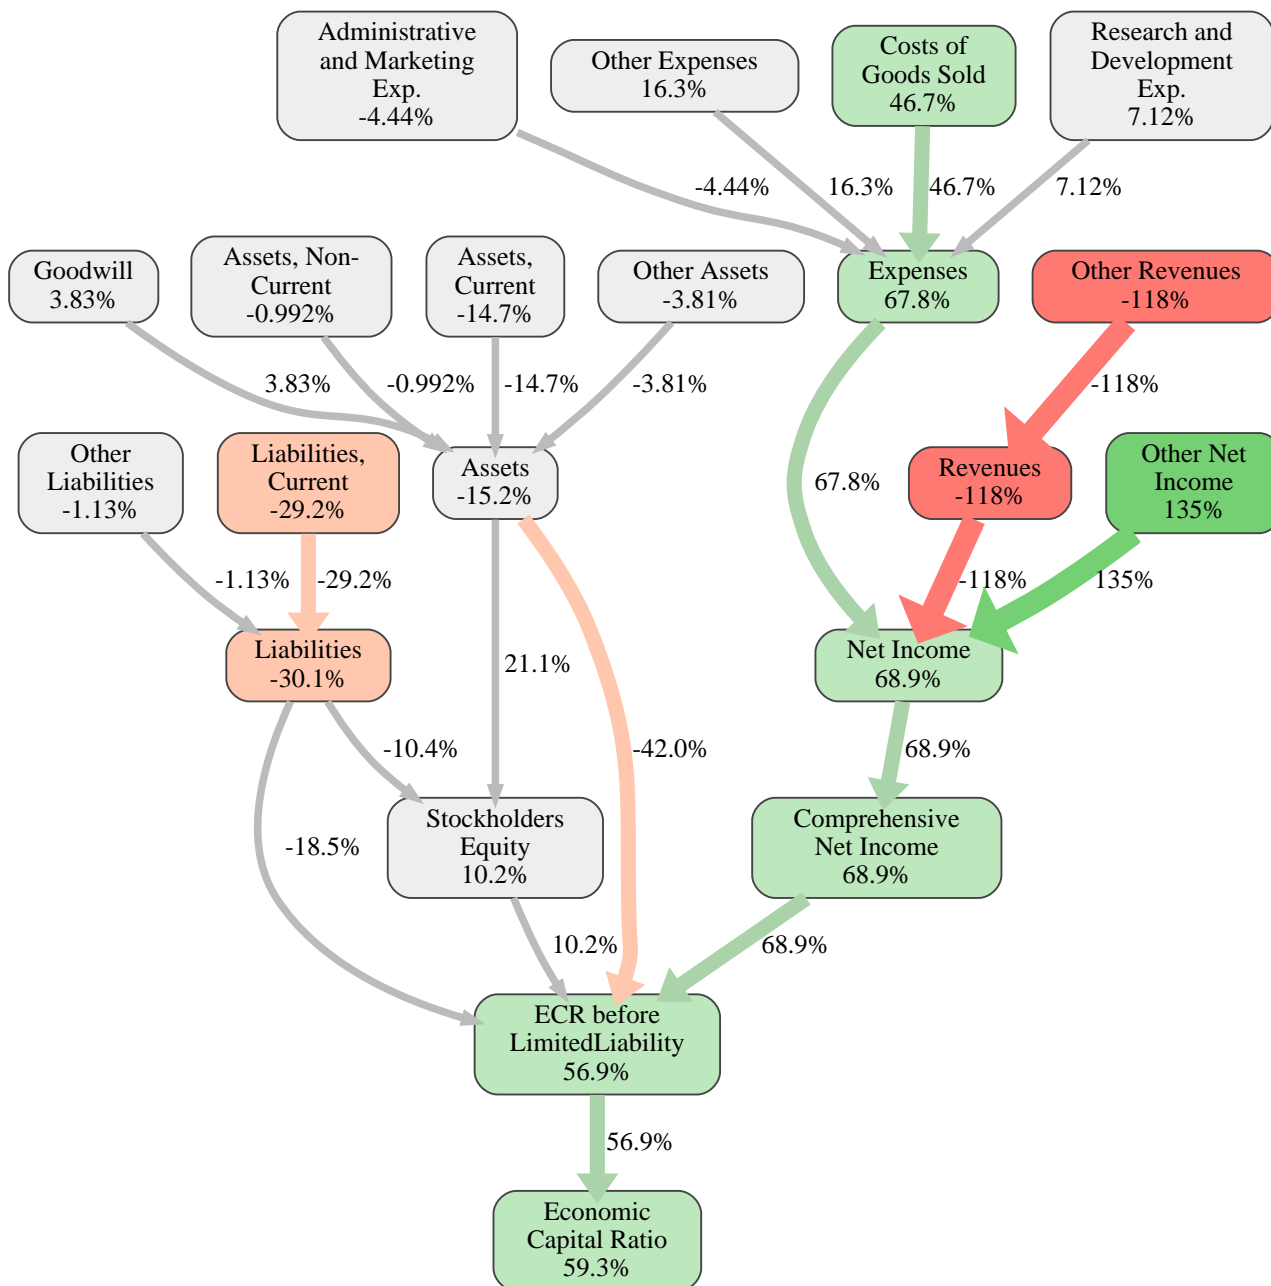 Administrative
and Marketing
Exp.
-4.44%
Other Expenses
16.3%
Costs of
Goods Sold
46.7%
Research and
Development
Exp.
7.12%
-4.44%
16.3%
46.7%
7.12%
Goodwill
3.83%
Assets, Non-
Current
-0.992%
Assets,
Current
-14.7%
Other Assets
-3.81%
Expenses
67.8%
Other Revenues
-118%
3.83%
-0.992%
-14.7%
-3.81%
-118%
Other
Liabilities
-1.13%
Liabilities,
Current
-29.2%
Assets
-15.2%
67.8%
Revenues
-118%
Other Net
Income
135%
-1.13%
-29.2%
-118%
135%
Liabilities
-30.1%
21.1%
Net Income
68.9%
-10.4%
-42.0%
68.9%
-18.5%
Stockholders
Equity
10.2%
Comprehensive
Net Income
68.9%
10.2%
68.9%
ECR before
LimitedLiability
56.9%
56.9%
Economic
Capital Ratio
59.3%